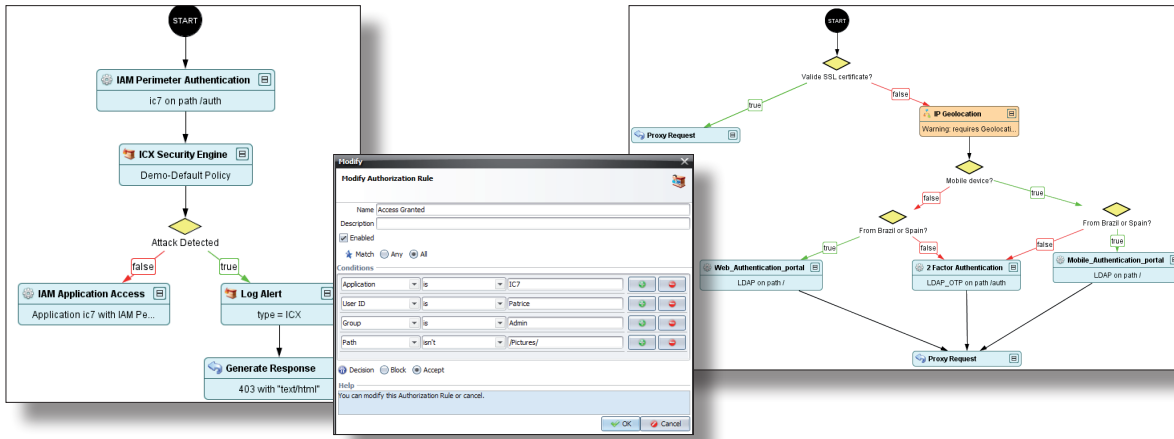 START
IAM Perimeter Authentication
ic7 on path /auth
ICX Security Engine
Demo-Default Policy
Attack Detected
false
true
IAM Application Access
Application ic7 with IAM Pe...
Log Alert
type = ICX
Generate Response
403 with "text/html"
Modify
Modify Authorization Rule
Name Access Granted
Description
Enabled
Match Any All
Conditions
Application is IC7
User ID is Patrice
Group is Admin
Path isn't /Pictures/
Decision Block Accept
Help
You can modify this Authorization Rule or cancel.
OK Cancel
START
Valid SSL certificate?
true
false
Proxy Request
IP Geolocation
Warning: requires Geolocati...
Mobile device?
false
true
From Brazil or Spain?
From Brazil or Spain?
true
false
false
true
Web_Authentication_portal
LDAP on path /
2 Factor Authentication
LDAP_OTP on path /auth
Mobile_Authentication_portal
LDAP on path /
Proxy Request